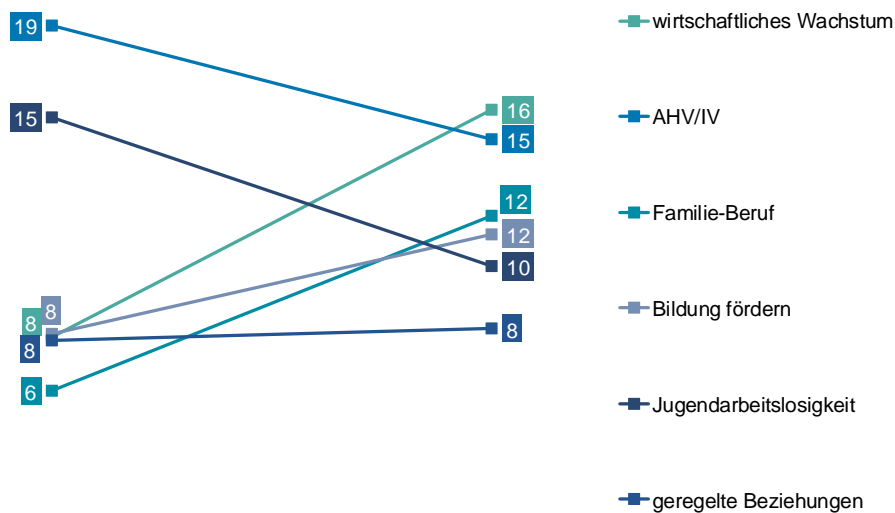 19
15
8
8
8
6
16
15
12
12
10
8
wirtschaftliches Wachstum
AHV/IV
Familie-Beruf
Bildung fördern
Jugendarbeitslosigkeit
geregelte Beziehungen